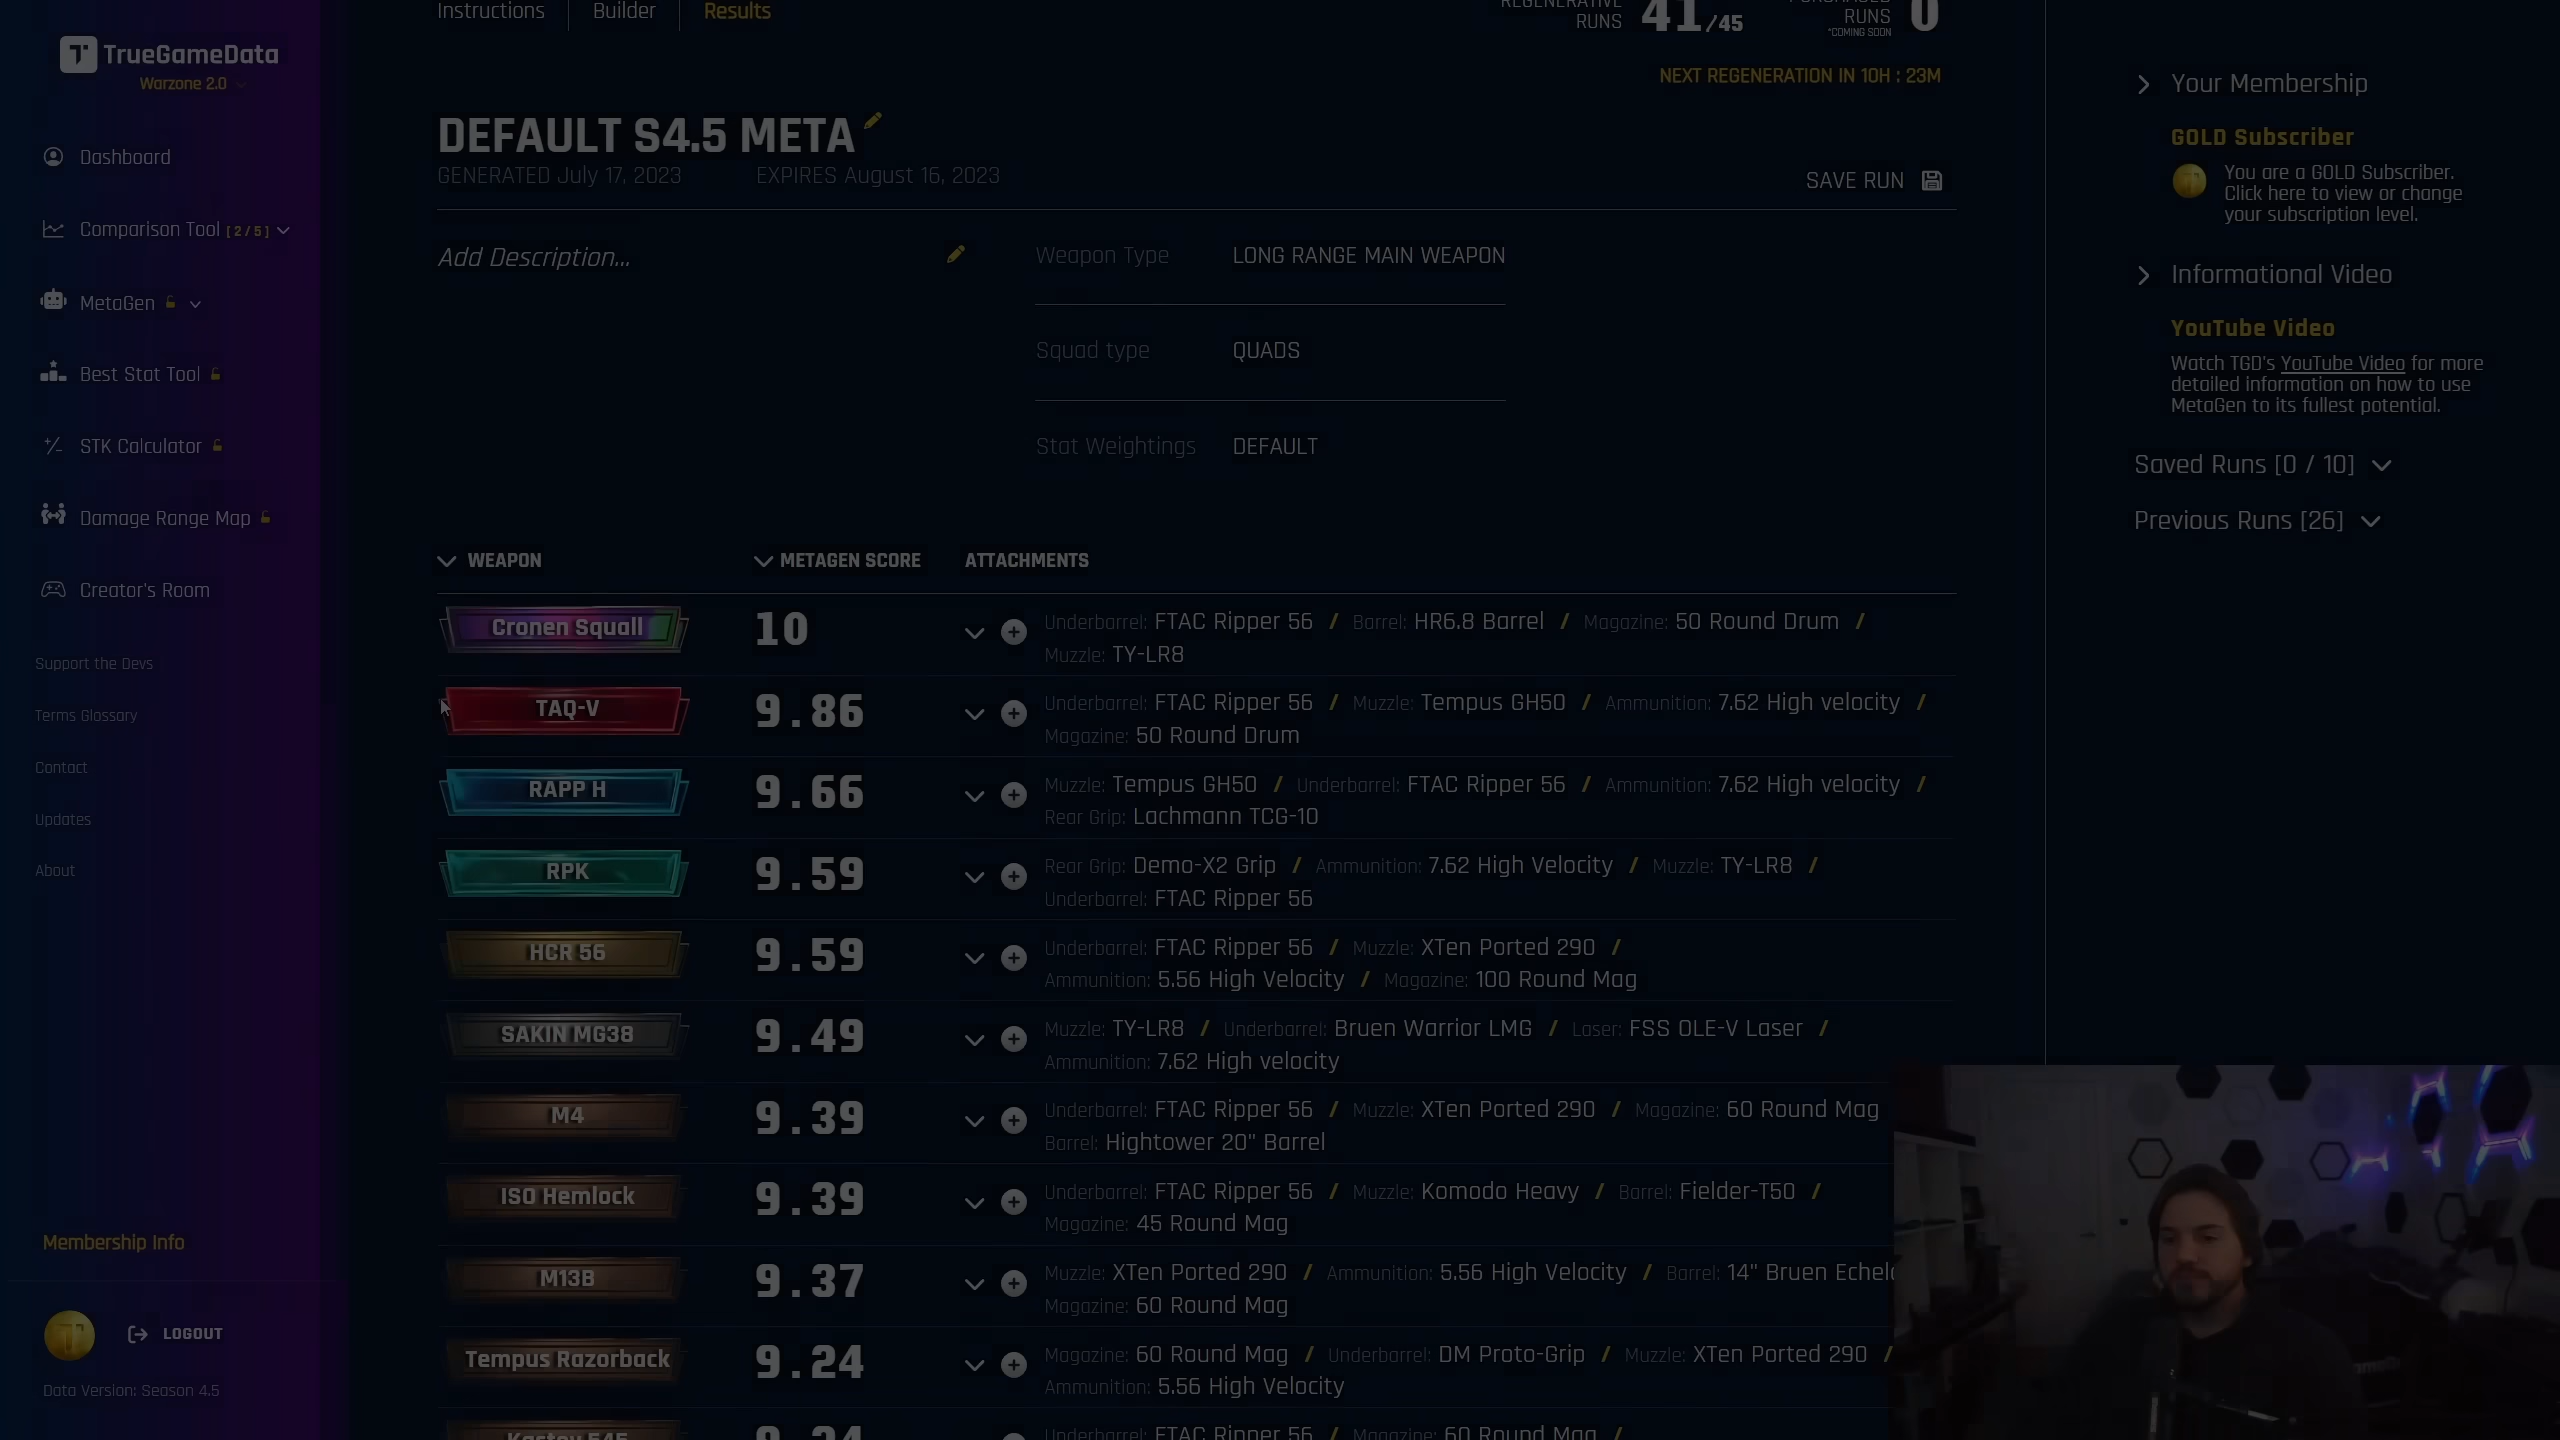 Instructions
Builder
Results
RUNS 41/45
RUNS 0
*COMING SOON
NEXT REGENERATION IN 10H : 23M
TrueGameData
Warzone 2.0
Dashboard
Comparison Tool [2/5]
MetaGen
Best Stat Tool
STK Calculator
Damage Range Map
Creator's Room
Support the Devs
Terms Glossary
Contact
Updates
About
Membership Info
LOGOUT
Data Version: Season 4.5
DEFAULT S4.5 META
GENERATED July 17, 2023
EXPIRES August 16, 2023
SAVE RUN
Add Description...
Weapon Type LONG RANGE MAIN WEAPON
Squad type QUADS
Stat Weightings DEFAULT
WEAPON
METAGEN SCORE
ATTACHMENTS
Cronen Squall 10 Underbarrel: FTAC Ripper 56 / Barrel: HR6.8 Barrel / Magazine: 50 Round Drum /
Muzzle: TY-LR8
TAQ-V 9.86 Underbarrel: FTAC Ripper 56 / Muzzle: Tempus GH50 / Ammunition: 7.62 High velocity /
Magazine: 50 Round Drum
RAPP H 9.66 Muzzle: Tempus GH50 / Underbarrel: FTAC Ripper 56 / Ammunition: 7.62 High velocity /
Rear Grip: Lachmann TCG-10
RPK 9.59 Rear Grip: Demo-X2 Grip / Ammunition: 7.62 High Velocity / Muzzle: TY-LR8 /
Underbarrel: FTAC Ripper 56
HCR 56 9.59 Underbarrel: FTAC Ripper 56 / Muzzle: XTen Ported 290 /
Ammunition: 5.56 High Velocity / Magazine: 100 Round Mag
SAKIN MG38 9.49 Muzzle: TY-LR8 / Underbarrel: Bruen Warrior LMG / Laser: FSS OLE-V Laser /
Ammunition: 7.62 High velocity
M4 9.39 Underbarrel: FTAC Ripper 56 / Muzzle: XTen Ported 290 / Magazine: 60 Round Mag
Barrel: Hightower 20" Barrel
ISO Hemlock 9.39 Underbarrel: FTAC Ripper 56 / Muzzle: Komodo Heavy / Barrel: Fielder-T50 /
Magazine: 45 Round Mag
M13B 9.37 Muzzle: XTen Ported 290 / Ammunition: 5.56 High Velocity / Barrel: 14" Bruen
Magazine: 60 Round Mag
Tempus Razorback 9.24 Magazine: 60 Round Mag / Underbarrel: DM Proto-Grip / Muzzle: XTen Ported 290 /
Ammunition: 5.56 High Velocity
Underbarrel: FTAC Ripper 56 / Magazine: 60 Round Mag /
Your Membership
GOLD Subscriber
You are a GOLD Subscriber.
Click here to view or change
your subscription level.
Informational Video
YouTube Video
Watch TGD's YouTube Video for more
detailed information on how to use
MetaGen to its fullest potential.
Saved Runs [0 / 10]
Previous Runs [26]